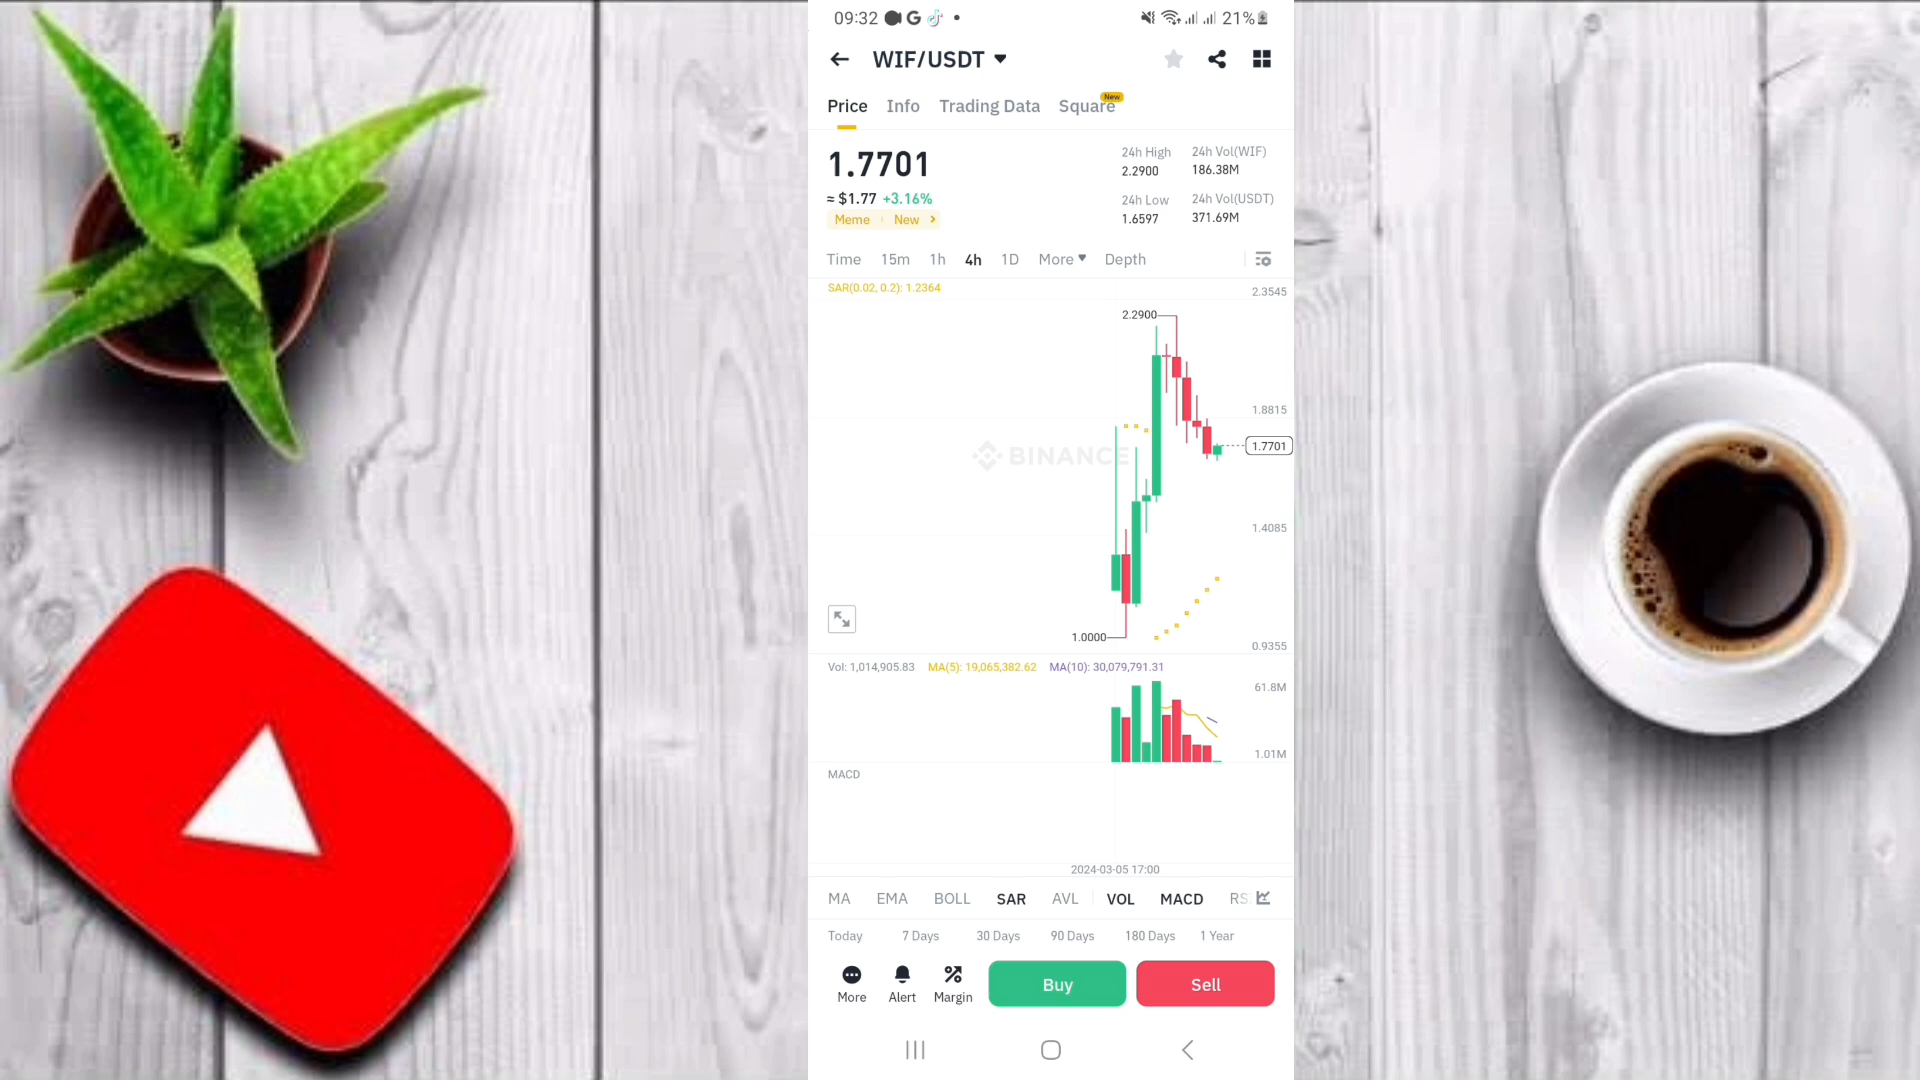 09:32 21%
WIF/USDT
New
Price Info Trading Data Square
1.7701
≈ $1.77 +3.16%
Meme New
24h High 24h Vol(WIF)
2.2900 186.38M
24h Low 24h Vol(USDT)
1.6597 371.69M
Time 15m 1h 4h 1D More Depth
SAR(0.02, 0.2): 1.2364
2.3545
2.2900
1.8815
1.7701
BINANCE
1.4085
1.0000
0.9355
Vol: 1,014,905.83 MA(5): 19,065,382.62 MA(10): 30,079,791.31
61.8M
1.01M
MACD
2024-03-05 17:00
MA EMA BOLL SAR AVL VOL MACD RS
Today 7 Days 30 Days 90 Days 180 Days 1 Year
More Alert Margin Buy Sell